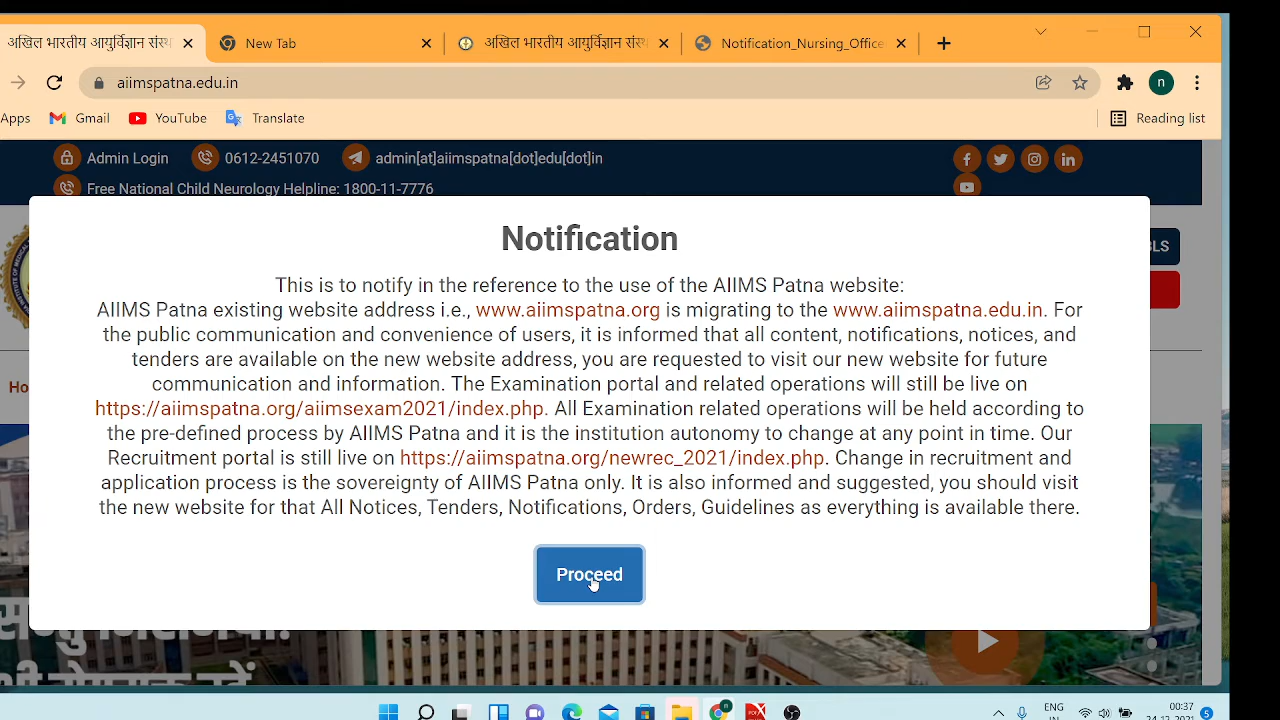 अखिल भारतीय आयुर्विज्ञान संस्थ
New Tab
अखिल भारतीय आयुर्विज्ञान संस्थ
Notification_Nursing_Office
aiimspatna.edu.in
n
Apps
Gmail
YouTube
Translate
Reading list
Admin Login
0612-2451070
admin[at]aiimspatna[dot]edu[dot]in
Free National Child Neurology Helpline: 1800-11-7776
BLS
Notification
This is to notify in the reference to the use of the AIIMS Patna website:
AIIMS Patna existing website address i.e., www.aiimspatna.org is migrating to the www.aiimspatna.edu.in. For
the public communication and convenience of users, it is informed that all content, notifications, notices, and
tenders are available on the new website address, you are requested to visit our new website for future
communication and information. The Examination portal and related operations will still be live on
https://aiimspatna.org/aiimsexam2021/index.php. All Examination related operations will be held according to
the pre-defined process by AIIMS Patna and it is the institution autonomy to change at any point in time. Our
Recruitment portal is still live on https://aiimspatna.org/newrec_2021/index.php. Change in recruitment and
application process is the sovereignty of AIIMS Patna only. It is also informed and suggested, you should visit
the new website for that All Notices, Tenders, Notifications, Orders, Guidelines as everything is available there.
Ho
Proceed
ENG
IN
00:37
24-12-2021
5